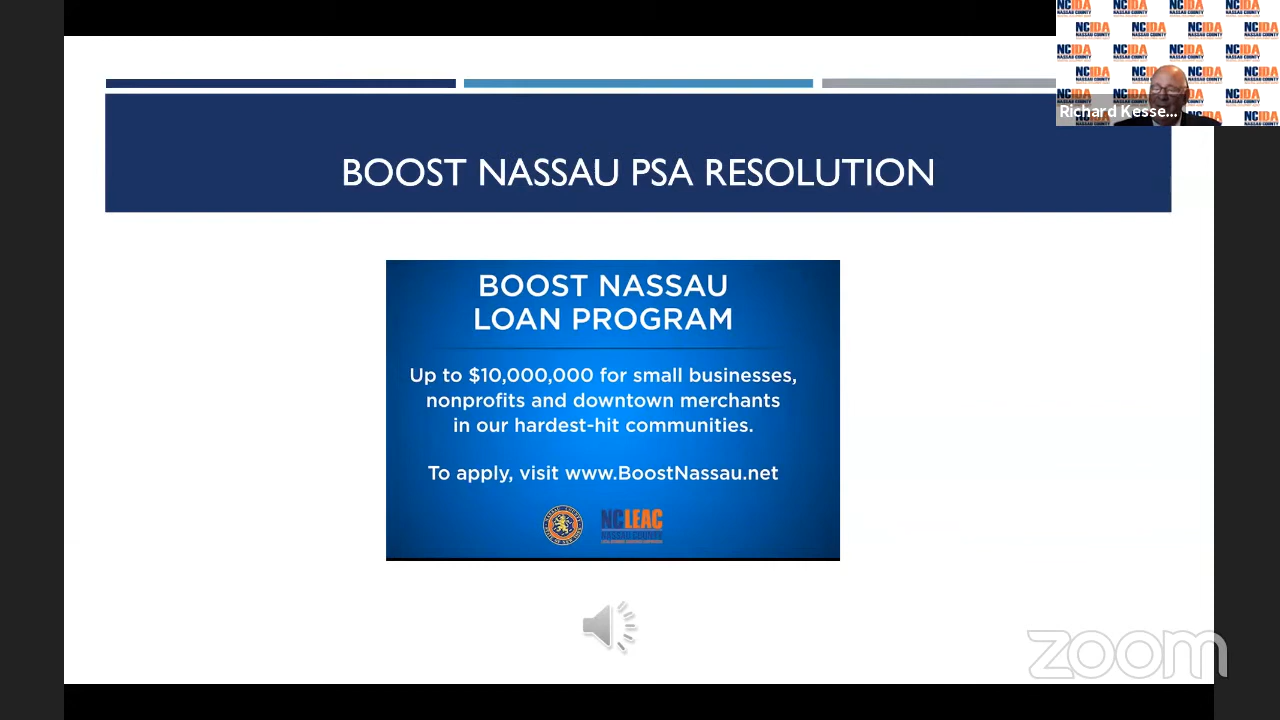 BOOST NASSAU PSA RESOLUTION
Richard Kesse...
BOOST NASSAU
LOAN PROGRAM
Up to $10,000,000 for small businesses,
nonprofits and downtown merchants
in our hardest-hit communities.
To apply, visit www.BoostNassau.net
NCLEAC
NASSAU COUNTY
NCIDA
NASSAU COUNTY
zoom